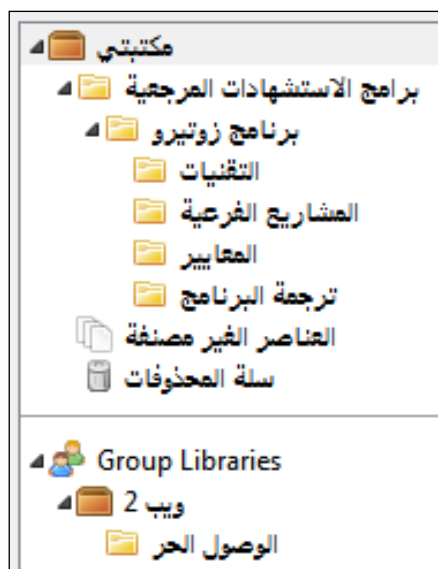 مكتبتي
برامج الاستشهادات المرجعية
برنامج زوتيرو
التقنيات
المشاريع الفرعية
المعايير
ترجمة البرنامج
العناصر الغير مصنفة
سلة المحذوفات
Group Libraries
ويب 2
الوصول الحر